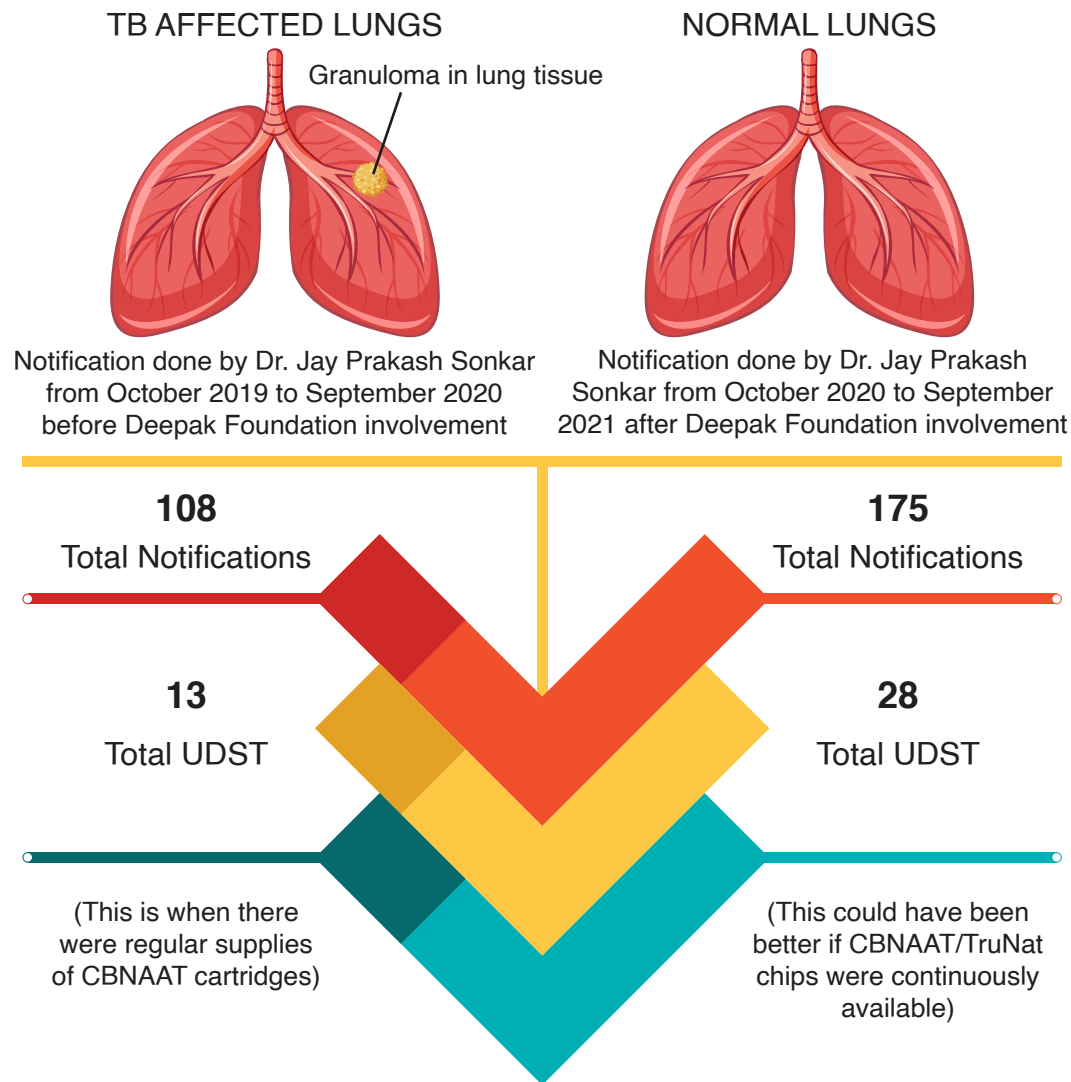 TB AFFECTED LUNGS
Granuloma in lung tissue
Notification done by Dr. Jay Prakash Sonkar
from October 2019 to September 2020
before Deepak Foundation involvement
NORMAL LUNGS
Notification done by Dr. Jay Prakash
Sonkar from October 2020 to September
2021 after Deepak Foundation involvement
108
Total Notifications
175
Total Notifications
13
Total UDST
28
Total UDST
(This is when there
were regular supplies
of CBNAAT cartridges)
(This could have been
better if CBNAAT/TruNat
chips were continuously
available)